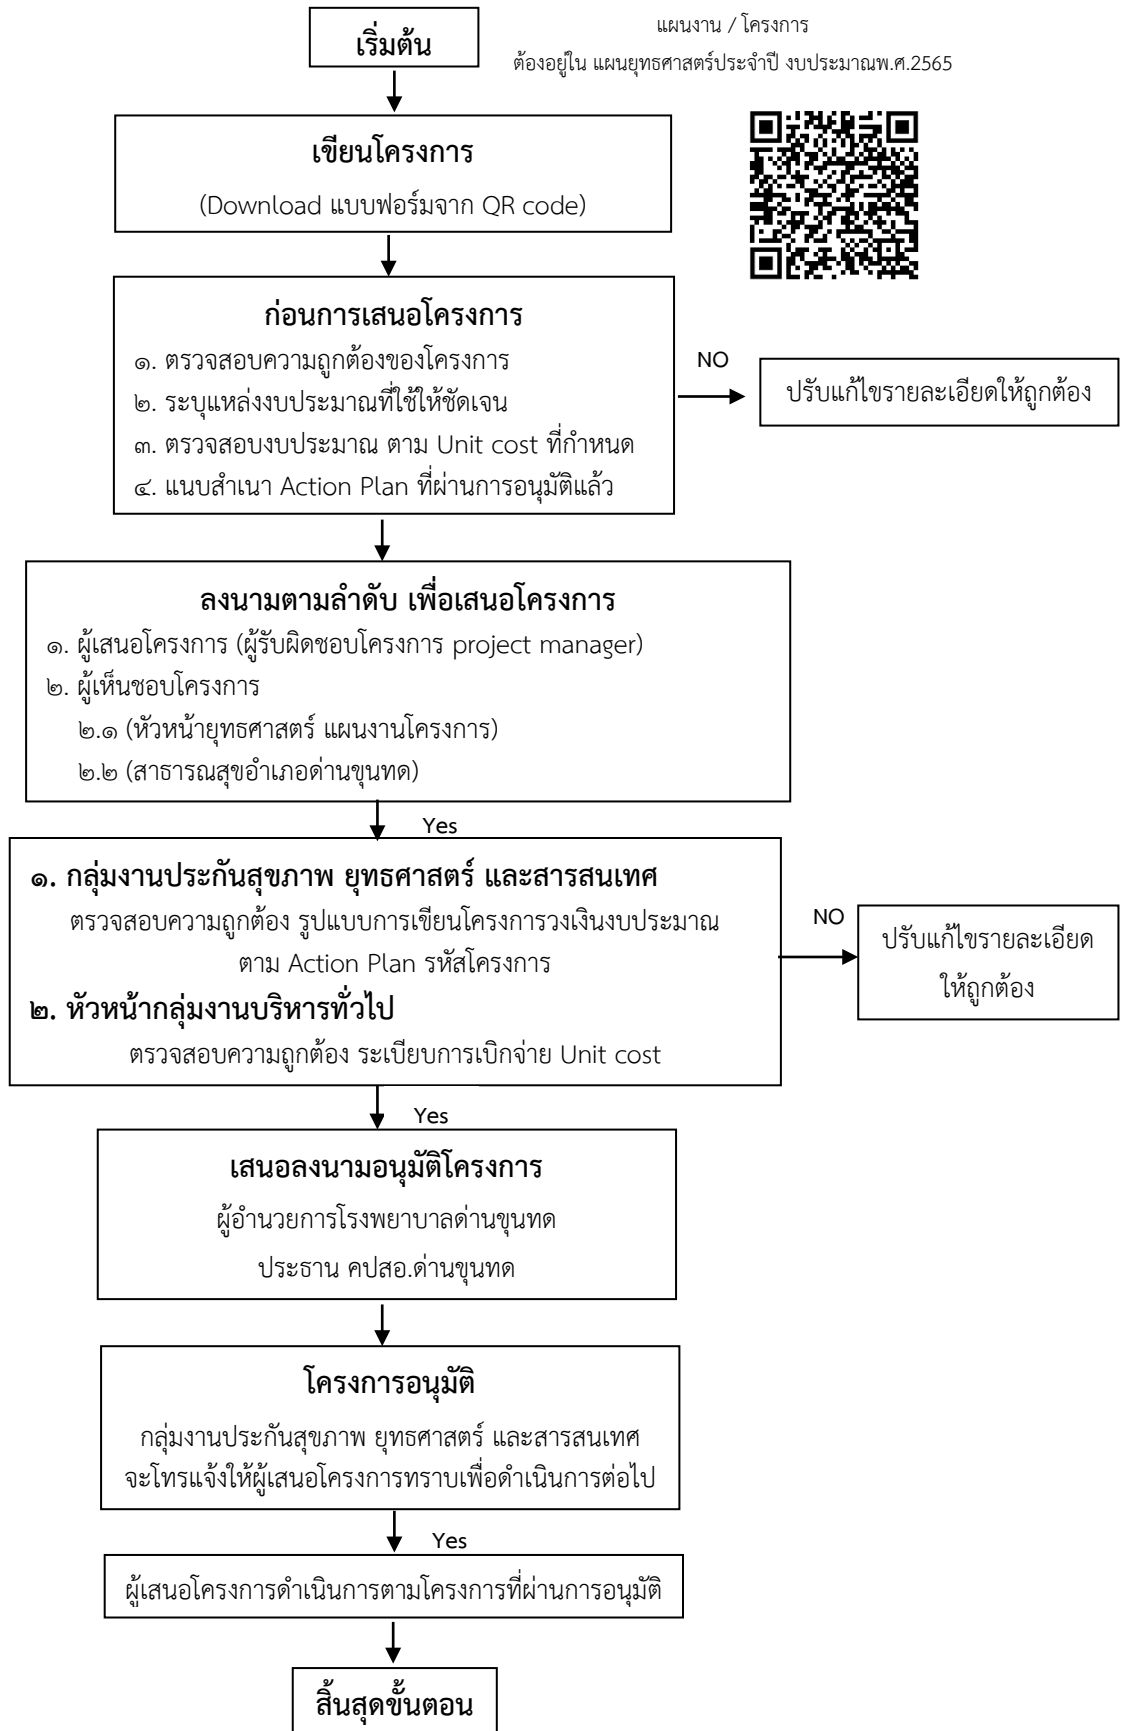 เริ่มต้น
แผนงาน / โครงการ
ต้องอยู่ใน แผนยุทธศาสตร์ประจำปี งบประมาณพ.ศ.2565
เขียนโครงการ
(Download แบบฟอร์มจาก QR code)
ก่อนการเสนอโครงการ
๑. ตรวจสอบความถูกต้องของโครงการ
๒. ระบุแหล่งงบประมาณที่ใช้ให้ชัดเจน
๓. ตรวจสอบงบประมาณ ตาม Unit cost ที่กำหนด
๔. แนบสำเนา Action Plan ที่ผ่านการอนุมัติแล้ว
NO
ปรับแก้ไขรายละเอียดให้ถูกต้อง
ลงนามตามลำดับ เพื่อเสนอโครงการ
๑. ผู้เสนอโครงการ (ผู้รับผิดชอบโครงการ project manager)
๒. ผู้เห็นชอบโครงการ
๒.๑ (หัวหน้ายุทธศาสตร์ แผนงานโครงการ)
๒.๒ (สาธารณสุขอำเภอด่านขุนทด)
Yes
๑. กลุ่มงานประกันสุขภาพ ยุทธศาสตร์ และสารสนเทศ
ตรวจสอบความถูกต้อง รูปแบบการเขียนโครงการวงเงินงบประมาณ
ตาม Action Plan รหัสโครงการ
๒. หัวหน้ากลุ่มงานบริหารทั่วไป
ตรวจสอบความถูกต้อง ระเบียบการเบิกจ่าย Unit cost
NO
ปรับแก้ไขรายละเอียด
ให้ถูกต้อง
Yes
เสนอลงนามอนุมัติโครงการ
ผู้อำนวยการโรงพยาบาลด่านขุนทด
ประธาน คปสอ.ด่านขุนทด
โครงการอนุมัติ
กลุ่มงานประกันสุขภาพ ยุทธศาสตร์ และสารสนเทศ
จะโทรแจ้งให้ผู้เสนอโครงการทราบเพื่อดำเนินการต่อไป
Yes
ผู้เสนอโครงการดำเนินการตามโครงการที่ผ่านการอนุมัติ
สิ้นสุดขั้นตอน